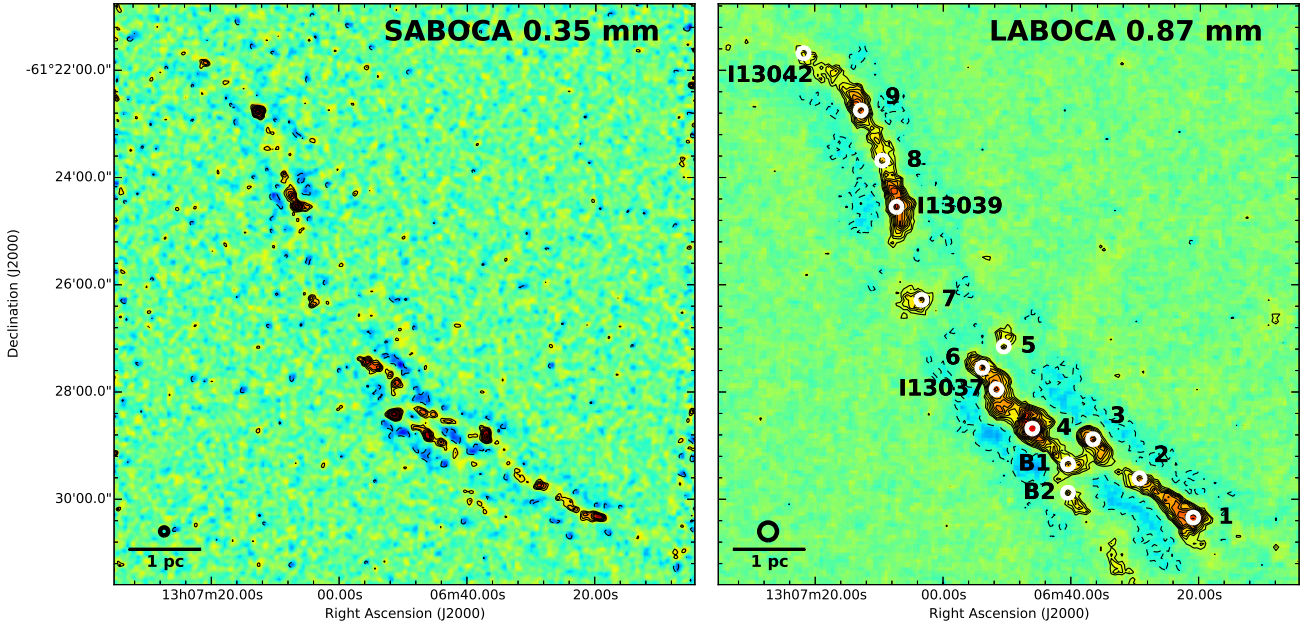 SABOCA 0.35 mm
LABOCA 0.87 mm
-61°22'00.0"
24'00.0"
26'00.0"
28'00.0"
30'00.0"
Declination (J2000)
I13042
9
8
I13039
7
5
6
I13037
3
4
2
B1
B2
1
1 pc
1 pc
13h07m20.00s
00.00s
06m40.00s
20.00s
13h07m20.00s
00.00s
06m40.00s
20.00s
Right Ascension (J2000)
Right Ascension (J2000)